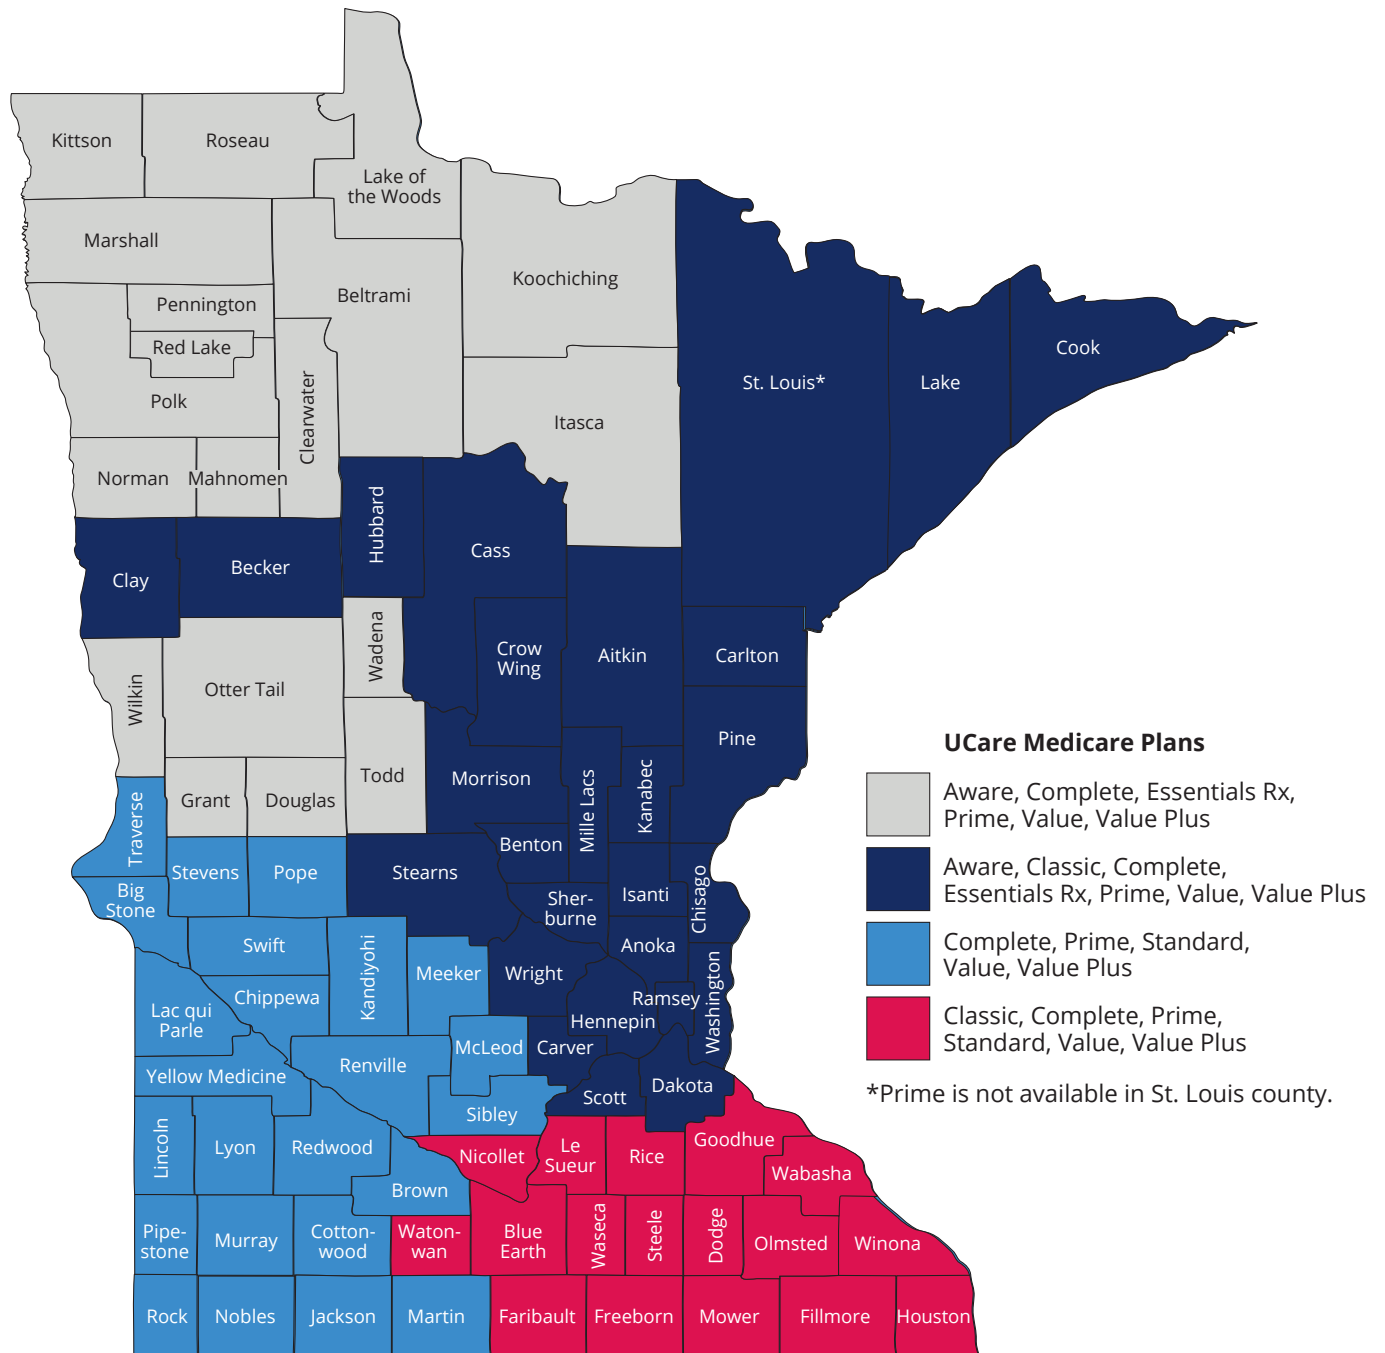 Kittson
Roseau
Lake of
the Woods
Marshall
Koochiching
Pennington
Beltrami
Red Lake
St. Louis*
Lake
Cook
Polk
Clearwater
Itasca
Norman
Mahnomen
Hubbard
Cass
Clay
Becker
Wadena
Crow
Wing
Aitkin
Carlton
Wilkin
Otter Tail
Pine
Todd
Morrison
Mille Lacs
Kanabec
Grant
Douglas
Traverse
Benton
Stevens
Pope
Stearns
Big
Stone
Sher-
burne
Isanti
Chisago
Swift
Kandiyohi
Meeker
Wright
Anoka
Washington
Chippewa
Ramsey
Lac qui
Parle
Hennepin
McLeod
Carver
Renville
Yellow Medicine
Scott
Dakota
Sibley
Lincoln
Lyon
Redwood
Nicollet
Le
Sueur
Rice
Goodhue
Wabasha
Brown
Pipe-
stone
Murray
Cotton-
wood
Waton-
wan
Blue
Earth
Waseca
Steele
Dodge
Olmsted
Winona
Rock
Nobles
Jackson
Martin
Faribault
Freeborn
Mower
Fillmore
Houston
UCare Medicare Plans
Aware, Complete, Essentials Rx,
Prime, Value, Value Plus
Aware, Classic, Complete,
Essentials Rx, Prime, Value, Value Plus
Complete, Prime, Standard,
Value, Value Plus
Classic, Complete, Prime,
Standard, Value, Value Plus
*Prime is not available in St. Louis county.